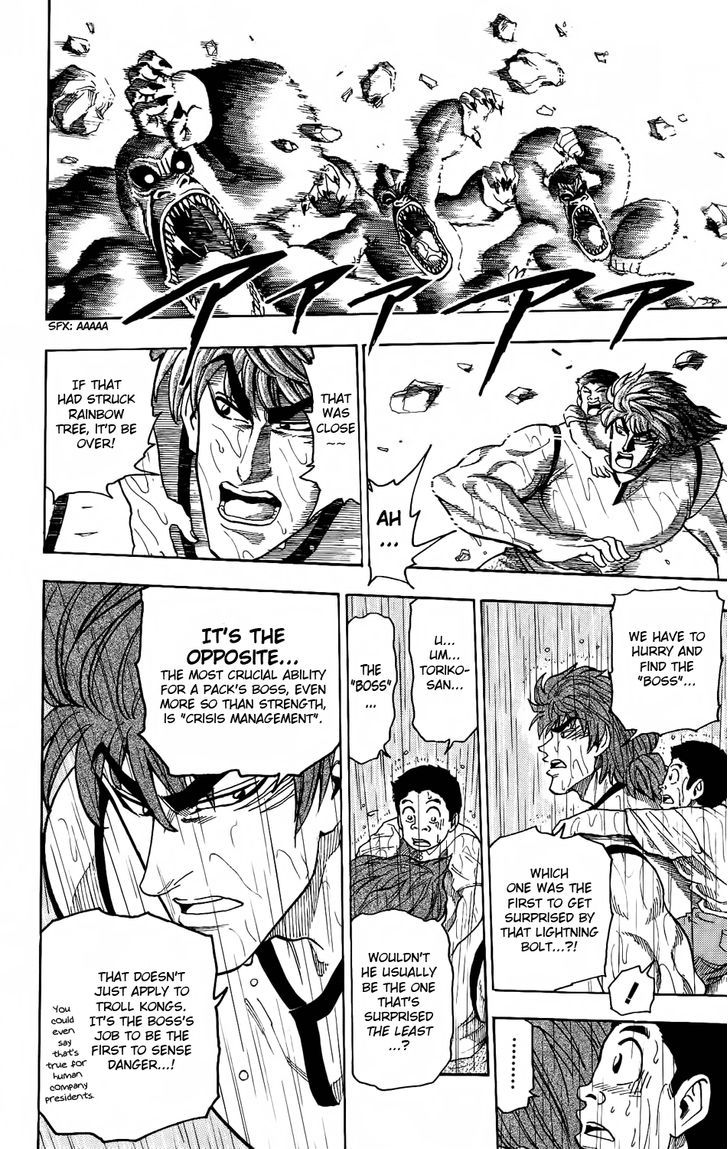 アアアアア
SFX: AAAAA
AH
...
THAT
WAS
CLOSE
~~
IF THAT
HAD STRUCK
RAINBOW
TREE, IT'D BE
OVER!
WE HAVE TO
HURRY AND
FIND THE
"BOSS"...
WHICH
ONE WAS THE
FIRST TO GET
SURPRISED BY
THAT LIGHTNING
BOLT...?!
!
........
U...
UM...
TORIKO-
SAN...
THE
"BOSS"
...
WOULDN'T
HE USUALLY
BE THE ONE
THAT'S
SURPRISED
THE LEAST
...?
IT'S THE
OPPOSITE...
THE MOST CRUCIAL ABILITY
FOR A PACK'S BOSS, EVEN
MORE SO THAN STRENGTH,
IS "CRISIS MANAGEMENT".
THAT DOESN'T
JUST APPLY TO
TROLL KONGS.
IT'S THE BOSS'S
JOB TO BE THE
FIRST TO SENSE
DANGER...!
You
could
even
say
that's
true for
human
company
presidents.